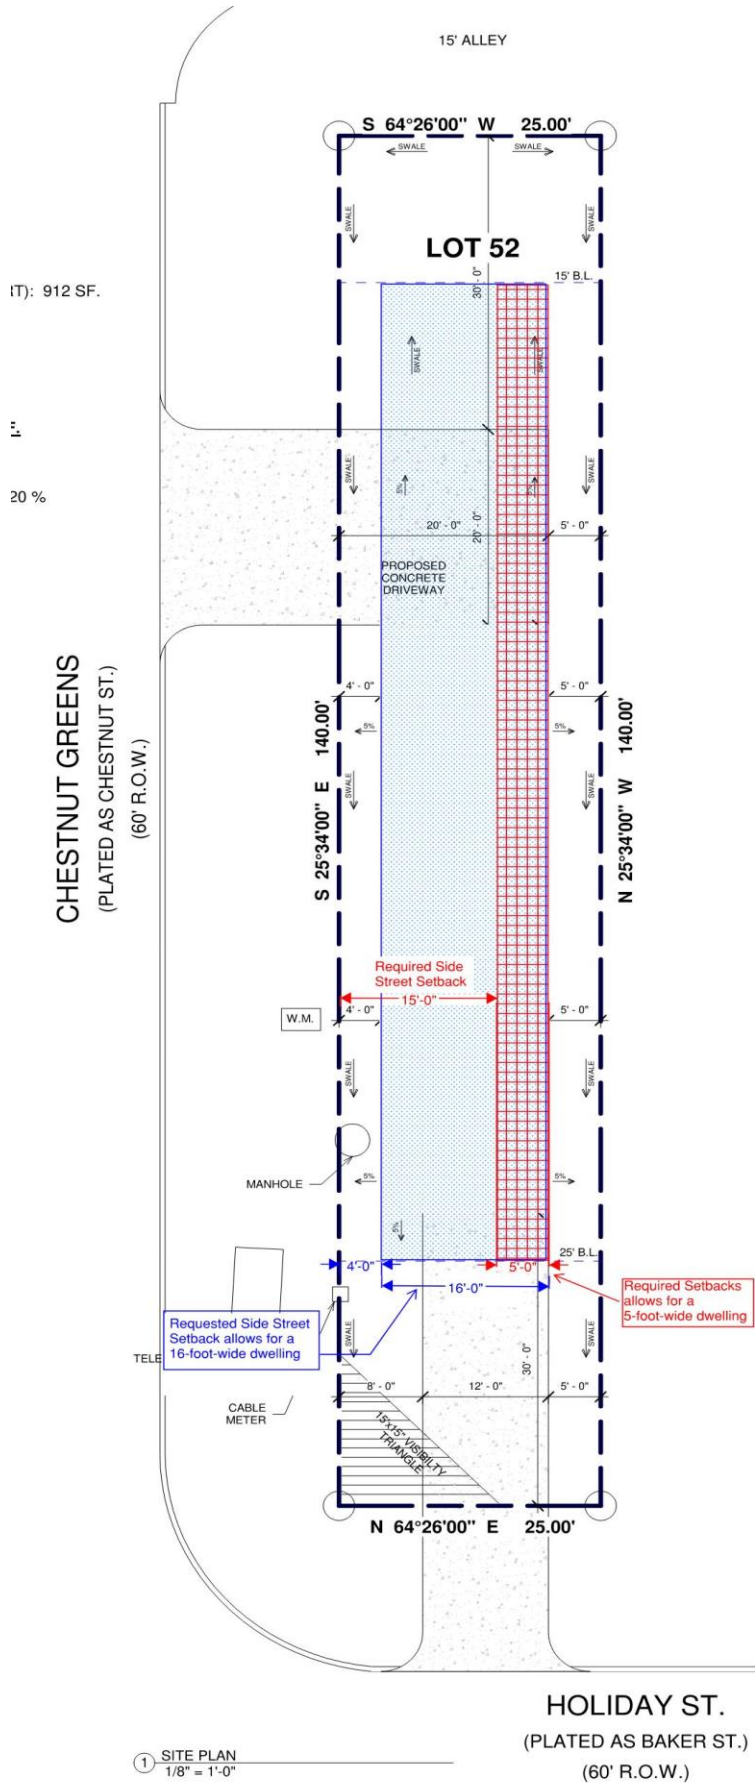 15' ALLEY
S 64°26'00" W 25.00'
SWALE
SWALE
SWALE
SWALE
LOT 52
15' B.L.
30' - 0"
IT): 912 SF.
SWALE
SWALE
20 %
SWALE
SWALE
5%
5%
20' - 0"
5' - 0"
20' - 0"
PROPOSED
CONCRETE
DRIVEWAY
CHESTNUT GREENS
(PLATED AS CHESTNUT ST.)
(60' R.O.W.)
4' - 0"
5' - 0"
S 25°34'00" E 140.00'
N 25°34'00" W 140.00'
5%
5%
SWALE
SWALE
Required Side
Street Setback
15'-0"
W.M.
4' - 0"
5' - 0"
SWALE
SWALE
MANHOLE
5%
5%
5%
25' B.L.
4'-0"
5'-0"
16'-0"
Required Setbacks
allows for a
5-foot-wide dwelling
Requested Side Street
Setback allows for a
16-foot-wide dwelling
SWALE
SWALE
TELE
30' - 0"
8' - 0"
12' - 0"
5' - 0"
CABLE
METER
15'x15' VISIBILTY
TRIANGLE
N 64°26'00" E 25.00'
HOLIDAY ST.
(PLATED AS BAKER ST.)
(60' R.O.W.)
1 SITE PLAN
1/8" = 1'-0"